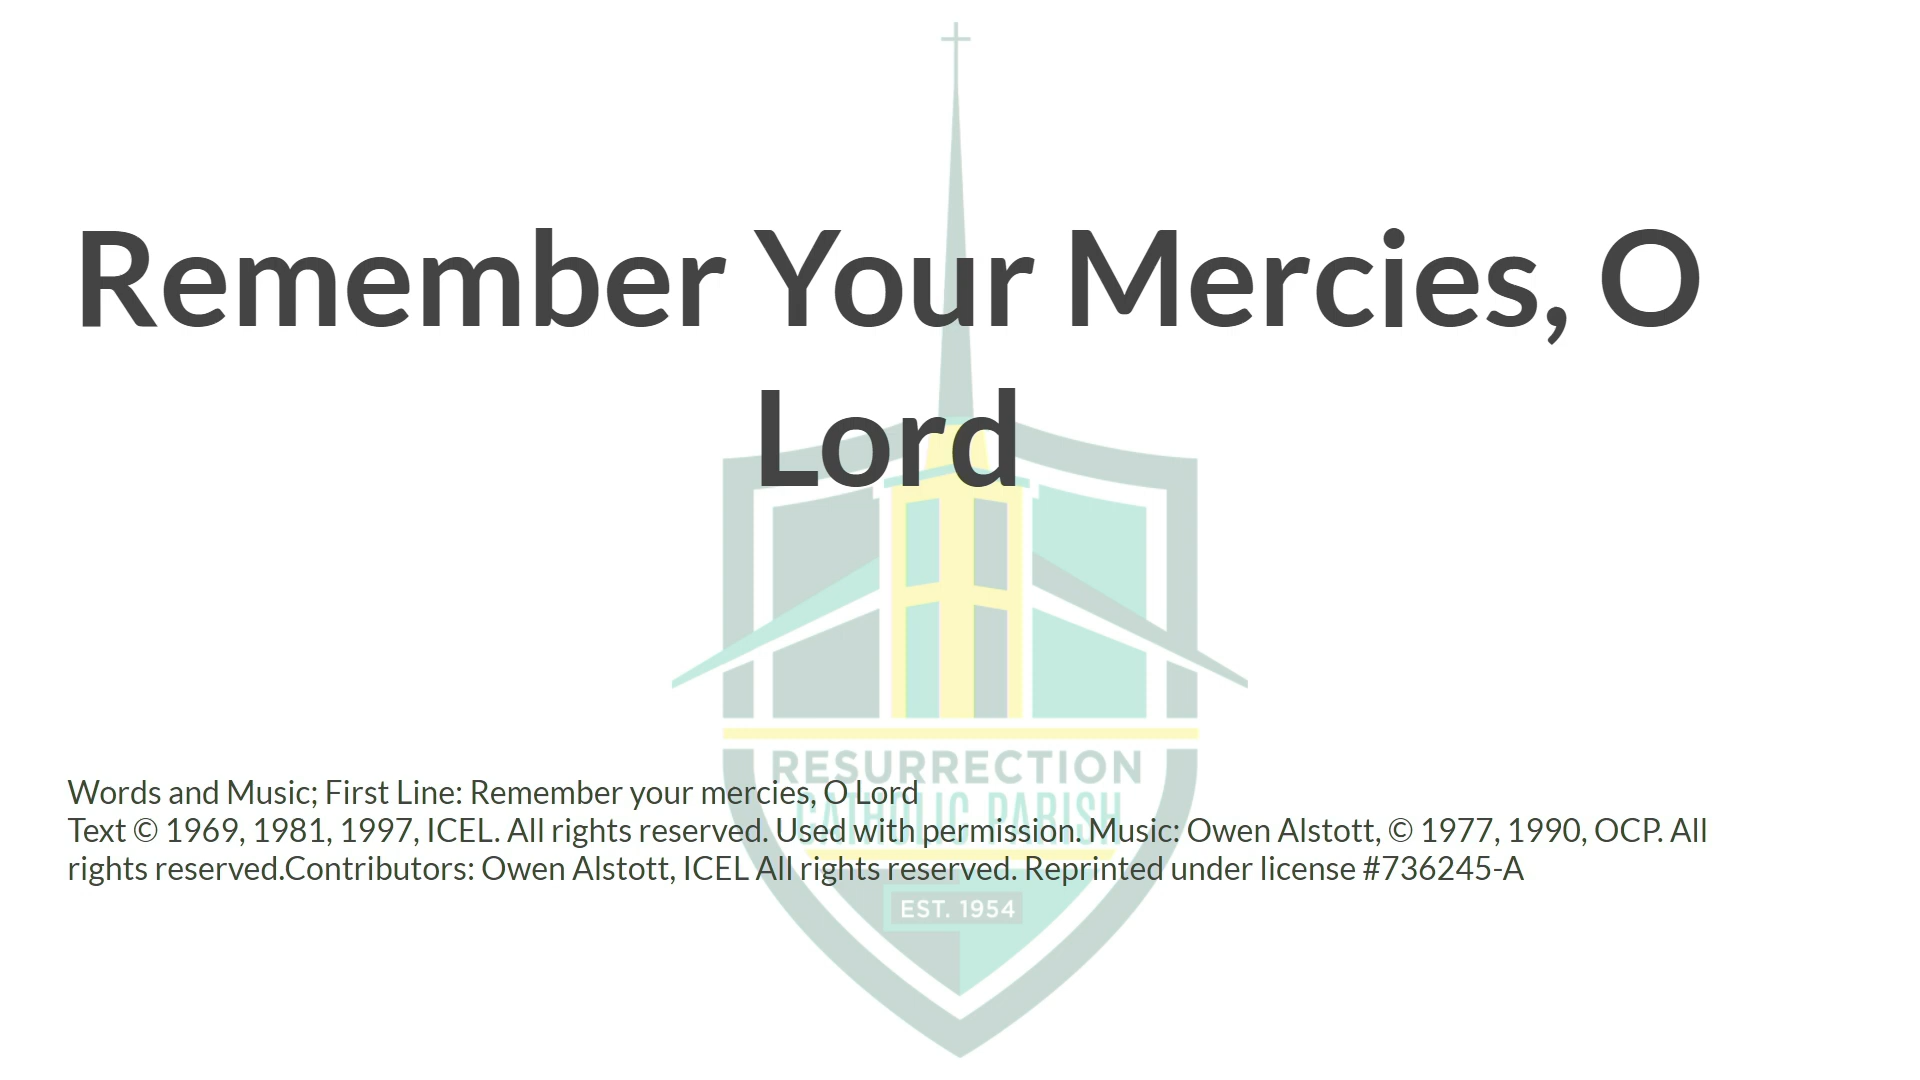 Remember Your Mercies, O
Lord
RESURRECTION
Words and Music; First Line: Remember your mercies, O Lord
CATHOLIC PARISH
Text © 1969, 1981, 1997, ICEL. All rights reserved. Used with permission. Music: Owen Alstott, © 1977, 1990, OCP. All
rights reserved.Contributors: Owen Alstott, ICEL All rights reserved. Reprinted under license #736245-A
EST. 1954